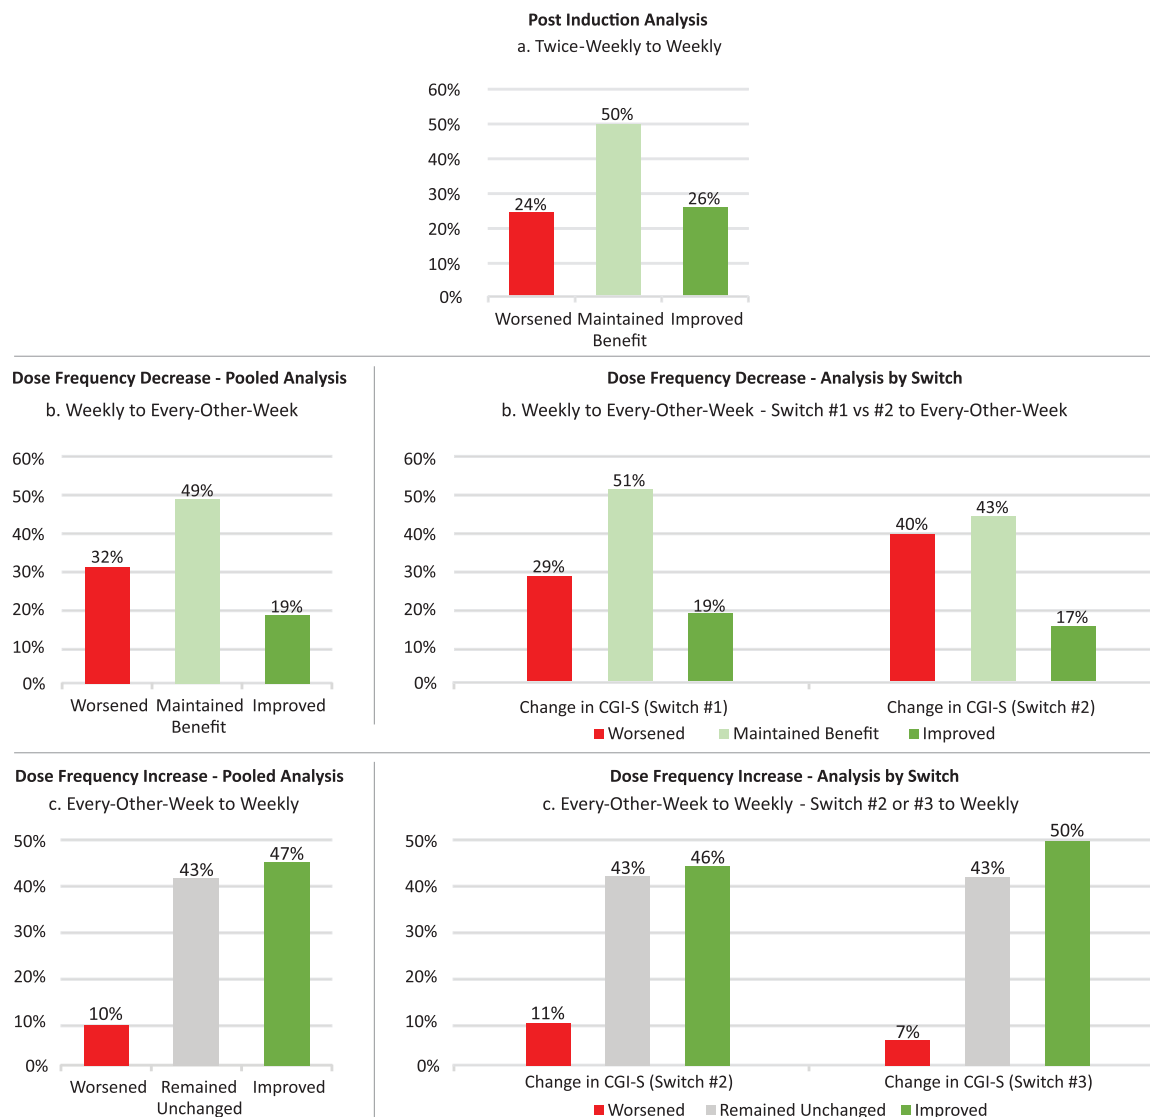 Post Induction Analysis
a. Twice-Weekly to Weekly
60%
50%
40%
30%
20%
10%
0%
24%
50%
26%
Worsened Maintained Benefit Improved
Dose Frequency Decrease - Pooled Analysis
b. Weekly to Every-Other-Week
60%
50%
40%
30%
20%
10%
0%
32%
49%
19%
Worsened Maintained Benefit Improved
Dose Frequency Decrease - Analysis by Switch
b. Weekly to Every-Other-Week - Switch #1 vs #2 to Every-Other-Week
60%
50%
40%
30%
20%
10%
0%
29%
51%
19%
40%
43%
17%
Change in CGI-S (Switch #1)
Change in CGI-S (Switch #2)
Worsened Maintained Benefit Improved
Dose Frequency Increase - Pooled Analysis
c. Every-Other-Week to Weekly
50%
40%
30%
20%
10%
0%
10%
43%
47%
Worsened Remained Unchanged Improved
Dose Frequency Increase - Analysis by Switch
c. Every-Other-Week to Weekly - Switch #2 or #3 to Weekly
50%
40%
30%
20%
10%
0%
11%
43%
46%
7%
43%
50%
Change in CGI-S (Switch #2)
Change in CGI-S (Switch #3)
Worsened Remained Unchanged Improved